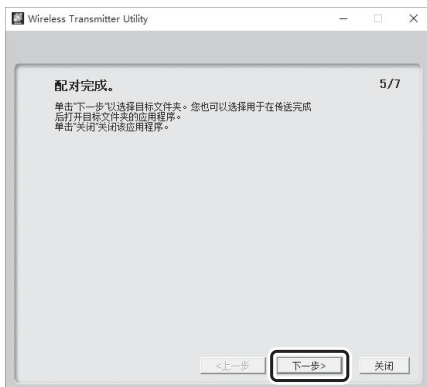 Wireless Transmitter Utility
配对完成。
5/7
单击"下一步"以选择目标文件夹。您也可以选择用于在传送完成
后打开目标文件夹的应用程序。
单击"关闭"关闭该应用程序。
<上一步
下一步>
关闭